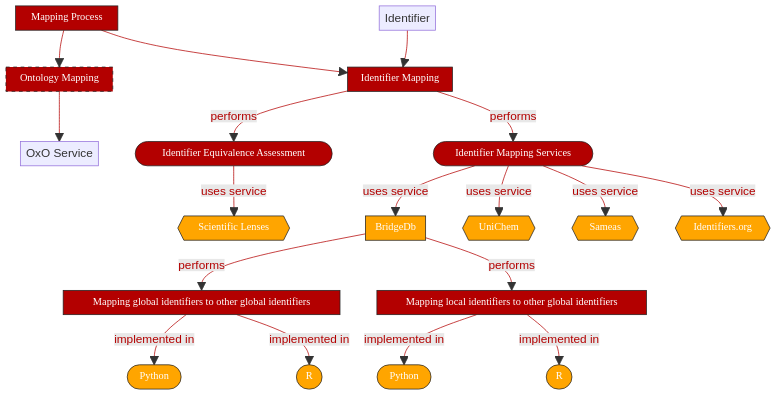 Mapping Process
Identifier
Ontology Mapping
Identifier Mapping
performs
performs
OxO Service
Identifier Equivalence Assessment
Identifier Mapping Services
uses service
uses service
uses service
uses service
uses service
Scientific Lenses
BridgeDb
UniChem
Sameas
Identifiers.org
performs
performs
Mapping global identifiers to other global identifiers
Mapping local identifiers to other global identifiers
implemented in
implemented in
implemented in
implemented in
Python
R
Python
R